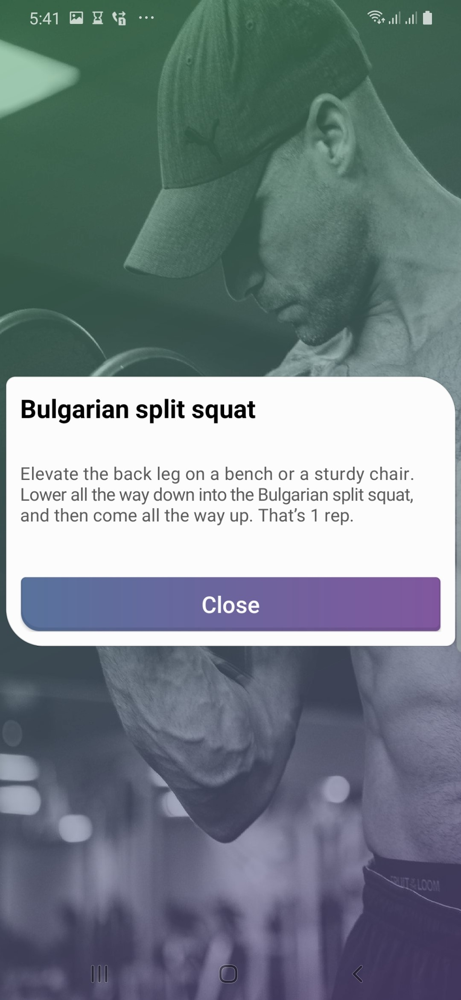 5:41
1
Bulgarian split squat
Elevate the back leg on a bench or a sturdy chair.
Lower all the way down into the Bulgarian split squat,
and then come all the way up. That’s 1 rep.
Close
FRUIT OF THE LOOM